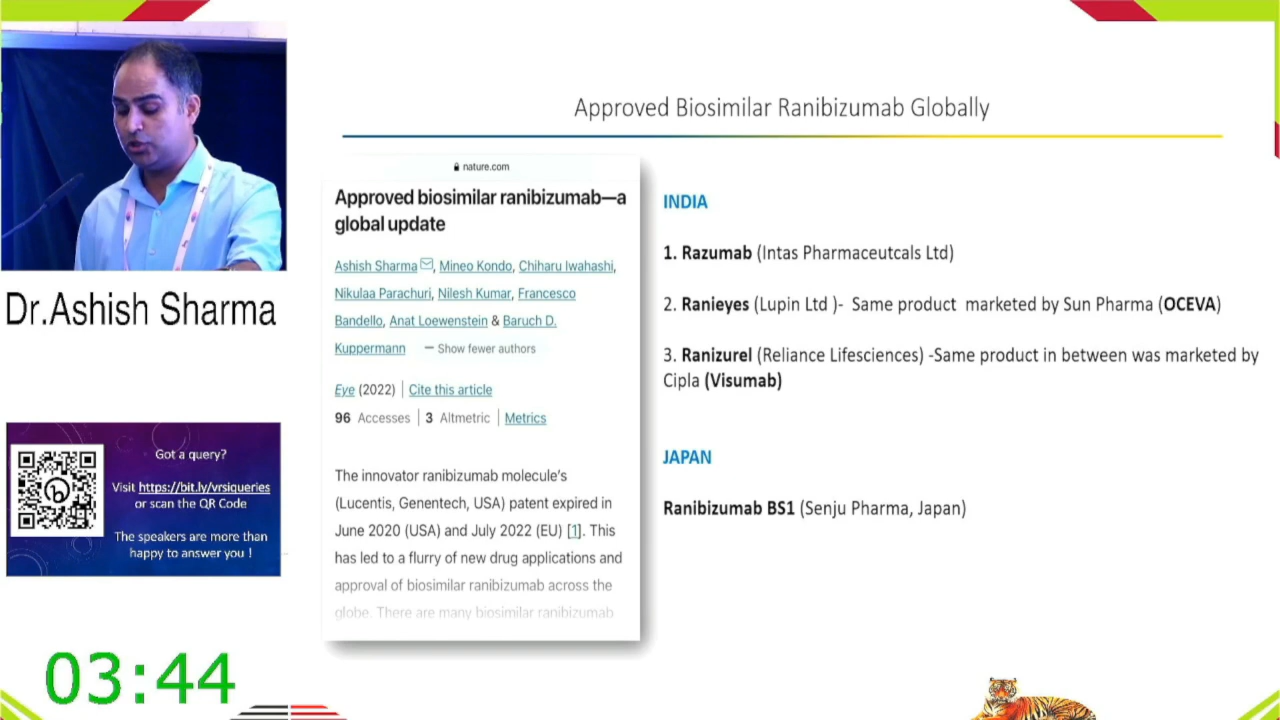 Approved Biosimilar Ranibizumab Globally
nature.com
Approved biosimilar ranibizumab—a
global update
Ashish Sharma, Mineo Kondo, Chiharu Iwahashi,
Nikulaa Parachuri, Nilesh Kumar, Francesco
Bandello, Anat Loewenstein & Baruch D.
Kuppermann — Show fewer authors
Eye (2022) | Cite this article
96 Accesses | 3 Altmetric | Metrics
The innovator ranibizumab molecule's
(Lucentis, Genentech, USA) patent expired in
June 2020 (USA) and July 2022 (EU) [1]. This
has led to a flurry of new drug applications and
approval of biosimilar ranibizumab across the
globe. There are many biosimilar ranibizumab
INDIA
1. Razumab (Intas Pharmaceutcals Ltd)
2. Ranieyes (Lupin Ltd )- Same product marketed by Sun Pharma (OCEVA)
3. Ranizurel (Reliance Lifesciences) -Same product in between was marketed by
Cipla (Visumab)
JAPAN
Ranibizumab BS1 (Senju Pharma, Japan)
Dr.Ashish Sharma
Got a query?
Visit https://bit.ly/vrsiqueries
or scan the QR Code
The speakers are more than
happy to answer you !
03:44